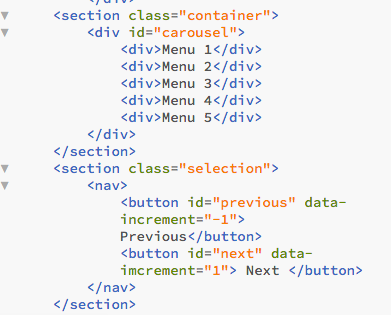 </div>
<section class="container">
<div id="carousel">
<div>Menu 1</div>
<div>Menu 2</div>
<div>Menu 3</div>
<div>Menu 4</div>
<div>Menu 5</div>
</div>
</section>
<section class="selection">
<nav>
<button id="previous" data-
increment="-1">
Previous</button>
<button id="next" data-
imcrement="1"> Next </button>
</nav>
</section>